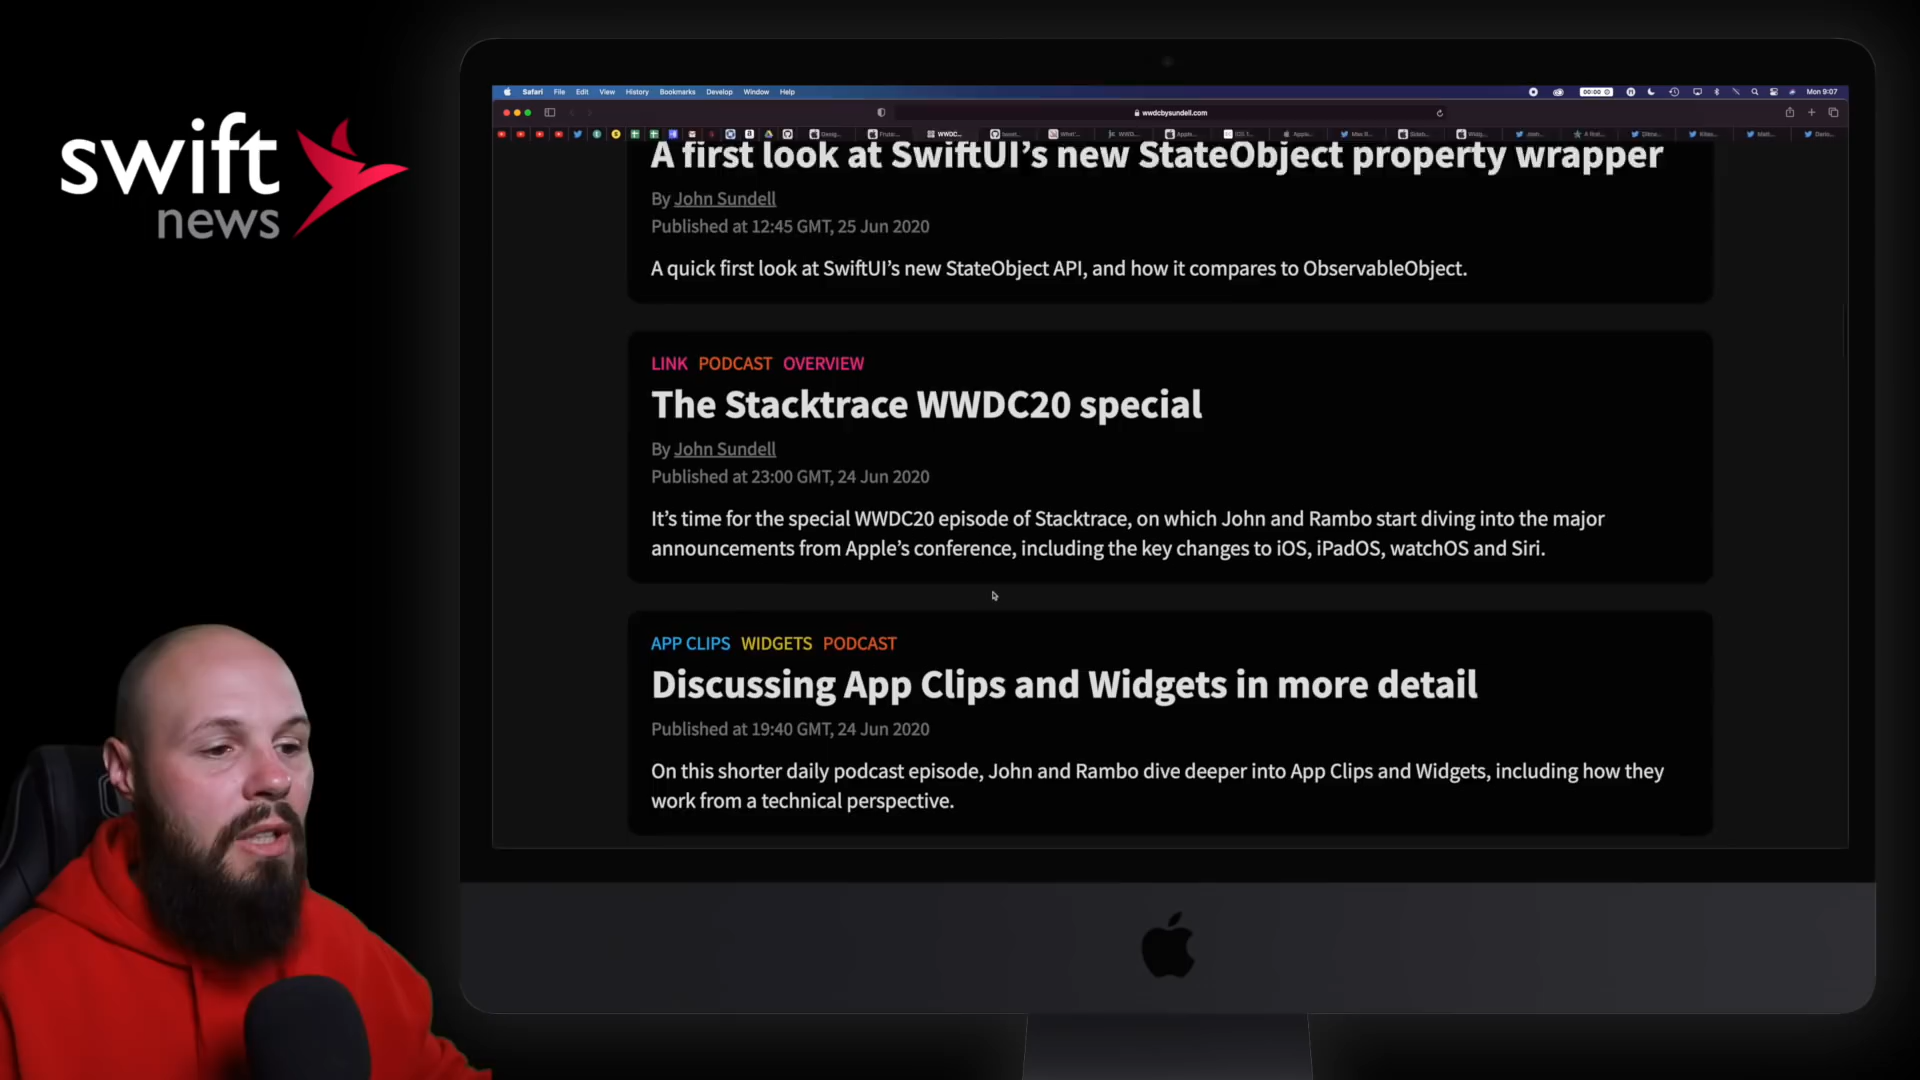 swift
news
Safari File Edit View History Bookmarks Develop Window Help
00:00
Mon 9:07
wwdcbysundell.com
WWDC...
A first look at SwiftUI’s new StateObject property wrapper
By John Sundell
Published at 12:45 GMT, 25 Jun 2020
A quick first look at SwiftUI’s new StateObject API, and how it compares to ObservableObject.
LINK PODCAST OVERVIEW
The Stacktrace WWDC20 special
By John Sundell
Published at 23:00 GMT, 24 Jun 2020
It’s time for the special WWDC20 episode of Stacktrace, on which John and Rambo start diving into the major
announcements from Apple’s conference, including the key changes to iOS, iPadOS, watchOS and Siri.
APP CLIPS WIDGETS PODCAST
Discussing App Clips and Widgets in more detail
Published at 19:40 GMT, 24 Jun 2020
On this shorter daily podcast episode, John and Rambo dive deeper into App Clips and Widgets, including how they
work from a technical perspective.